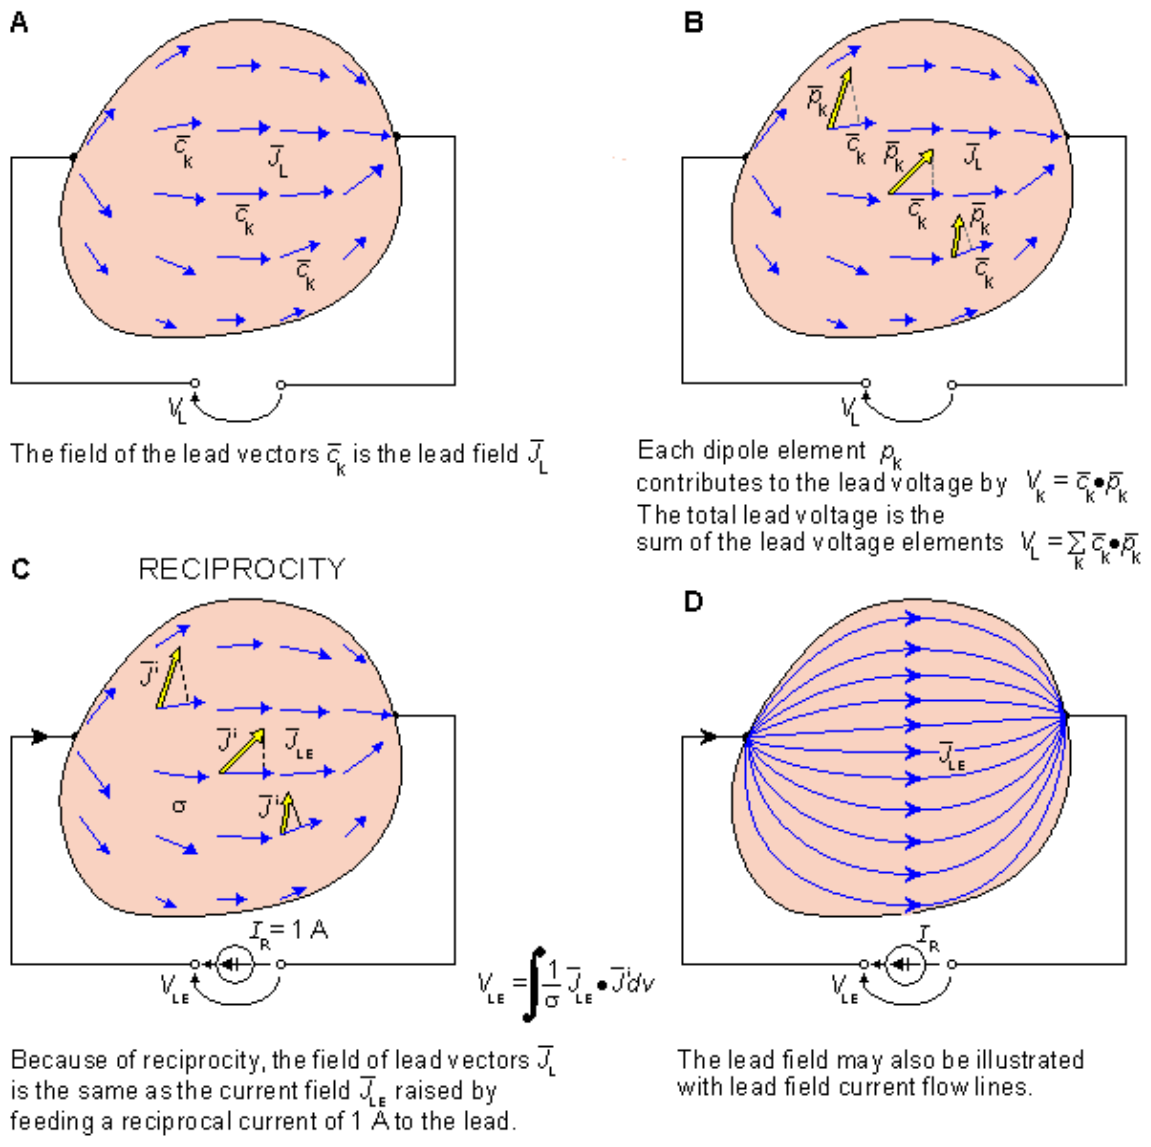 A
B
c̅k
J̅L
c̅k
c̅k
VL
p̅k
c̅k
p̅k
J̅L
c̅k
p̅k
c̅k
VL
The field of the lead vectors c̅k is the lead field J̅L
Each dipole element pk
contributes to the lead voltage by Vk = c̅k•p̅k
The total lead voltage is the
sum of the lead voltage elements VL = ∑k c̅k•p̅k
C
RECIPROCITY
D
J̅i
J̅i
J̅LE
J̅i
σ
IR = 1 A
VLE
VLE = ∫ 1/σ J̅LE • J̅i dv
J̅LE
IR
VLE
Because of reciprocity, the field of lead vectors J̅L
is the same as the current field J̅LE raised by
feeding a reciprocal current of 1 A to the lead.
The lead field may also be illustrated
with lead field current flow lines.